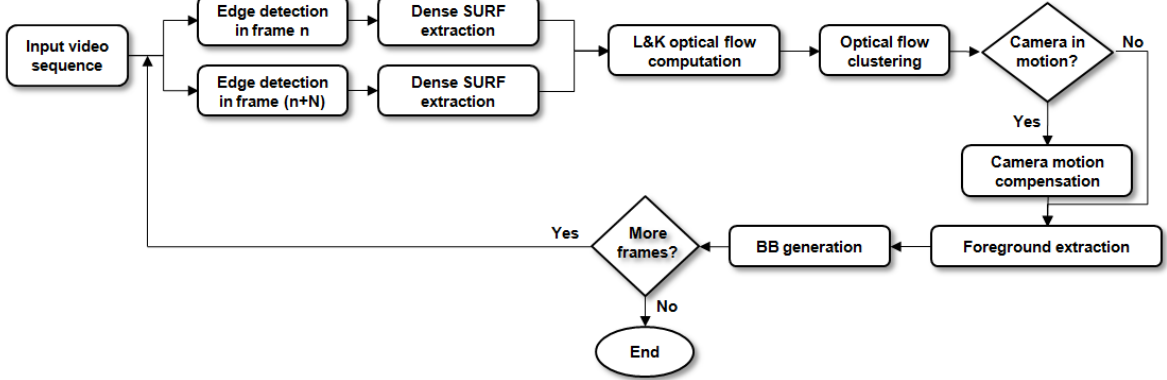 Input video
sequence
Edge detection
in frame n
Dense SURF
extraction
Edge detection
in frame (n+N)
Dense SURF
extraction
L&K optical flow
computation
Optical flow
clustering
Camera in
motion?
No
Yes
Camera motion
compensation
Foreground extraction
BB generation
More
frames?
Yes
No
End